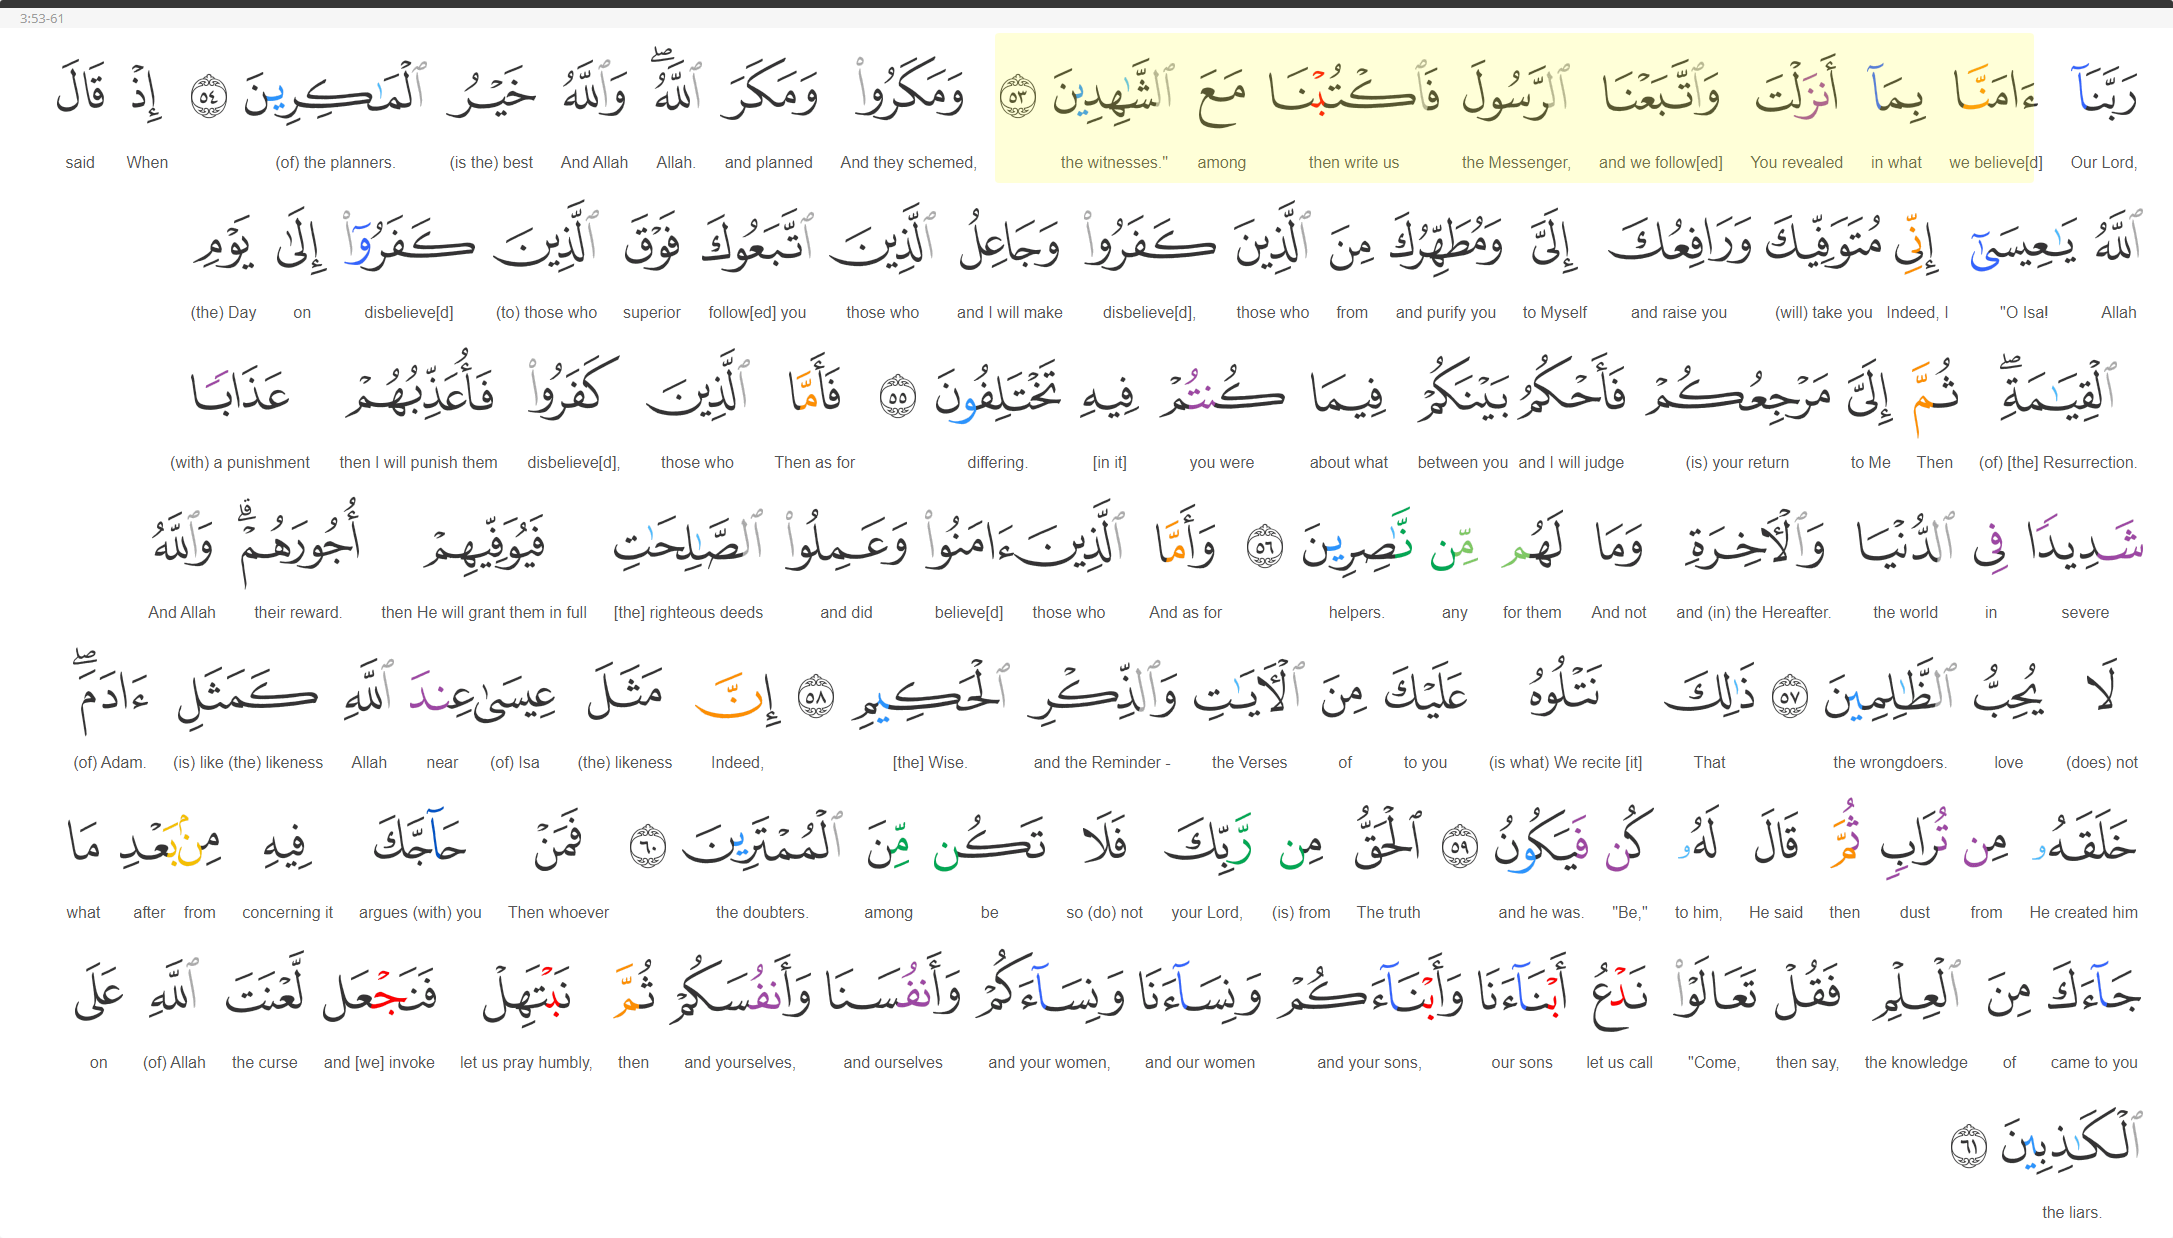 3:53-61
رَبَّنَآ ءَامَنَّا بِمَآ أَنزَلْتَ وَٱتَّبَعْنَا ٱلرَّسُولَ فَٱكْتُبْنَا مَعَ ٱلشَّٰهِدِينَ ٥٣ وَمَكَرُوا۟ وَمَكَرَ ٱللَّهُ ۖ وَٱللَّهُ خَيْرُ ٱلْمَٰكِرِينَ ٥٤ إِذْ قَالَ
Our Lord, we believe[d] in what You revealed and we follow[ed] the Messenger, then write us among the witnesses." And they schemed, and planned Allah. And Allah (is the) best (of) the planners. When said
ٱللَّهُ يَٰعِيسَىٰٓ إِنِّى مُتَوَفِّيكَ وَرَافِعُكَ إِلَىَّ وَمُطَهِّرُكَ مِنَ ٱلَّذِينَ كَفَرُوا۟ وَجَاعِلُ ٱلَّذِينَ ٱتَّبَعُوكَ فَوْقَ ٱلَّذِينَ كَفَرُوٓا۟ إِلَىٰ يَوْمِ
Allah "O Isa! Indeed, I (will) take you and raise you to Myself and purify you from those who disbelieve[d], and I will make those who follow[ed] you superior (to) those who disbelieve[d] on (the) Day
ٱلْقِيَٰمَةِ ۖ ثُمَّ إِلَىَّ مَرْجِعُكُمْ فَأَحْكُمُ بَيْنَكُمْ فِيمَا كُنتُمْ فِيهِ تَخْتَلِفُونَ ٥٥ فَأَمَّا ٱلَّذِينَ كَفَرُوا۟ فَأُعَذِّبُهُمْ عَذَابًا
(of) [the] Resurrection. Then to Me (is) your return and I will judge between you about what you were [in it] differing. Then as for those who disbelieve[d], then I will punish them (with) a punishment
شَدِيدًا فِى ٱلدُّنْيَا وَٱلْءَاخِرَةِ وَمَا لَهُم مِّن نَّٰصِرِينَ ٥٦ وَأَمَّا ٱلَّذِينَ ءَامَنُوا۟ وَعَمِلُوا۟ ٱلصَّٰلِحَٰتِ فَيُوَفِّيهِمْ أُجُورَهُمْ ۗ وَٱللَّهُ
severe in the world and (in) the Hereafter. And not for them any helpers. And as for those who believe[d] and did [the] righteous deeds then He will grant them in full their reward. And Allah
لَا يُحِبُّ ٱلظَّٰلِمِينَ ٥٧ ذَٰلِكَ نَتْلُوهُ عَلَيْكَ مِنَ ٱلْءَايَٰتِ وَٱلذِّكْرِ ٱلْحَكِيمِ ٥٨ إِنَّ مَثَلَ عِيسَىٰ عِندَ ٱللَّهِ كَمَثَلِ ءَادَمَ ۖ
(does) not love the wrongdoers. That (is what) We recite [it] to you of the Verses and the Reminder - [the] Wise. Indeed, (the) likeness (of) Isa near Allah (is) like (the) likeness (of) Adam.
خَلَقَهُۥ مِن تُرَابٍ ثُمَّ قَالَ لَهُۥ كُن فَيَكُونُ ٥٩ ٱلْحَقُّ مِن رَّبِّكَ فَلَا تَكُن مِّنَ ٱلْمُمْتَرِينَ ٦٠ فَمَنْ حَآجَّكَ فِيهِ مِنۢ بَعْدِ مَا
He created him from dust then He said to him, "Be," and he was. The truth (is) from your Lord, so (do) not be among the doubters. Then whoever argues (with) you concerning it from after what
جَآءَكَ مِنَ ٱلْعِلْمِ فَقُلْ تَعَالَوْا۟ نَدْعُ أَبْنَآءَنَا وَأَبْنَآءَكُمْ وَنِسَآءَنَا وَنِسَآءَكُمْ وَأَنفُسَنَا وَأَنفُسَكُمْ ثُمَّ نَبْتَهِلْ فَنَجْعَل لَّعْنَتَ ٱللَّهِ عَلَى
came to you of the knowledge then say, "Come, let us call our sons and your sons, and our women and your women, and ourselves and yourselves, then let us pray humbly, and [we] invoke the curse (of) Allah on
ٱلْكَٰذِبِينَ ٦١
the liars.